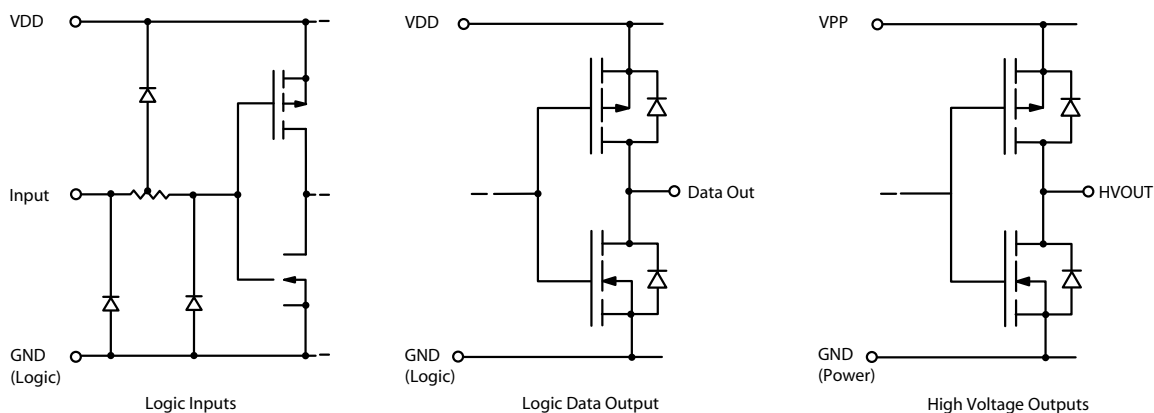 VDD
Input
GND
(Logic)
Logic Inputs
VDD
Data Out
GND
(Logic)
Logic Data Output
VPP
HVOUT
GND
(Power)
High Voltage Outputs